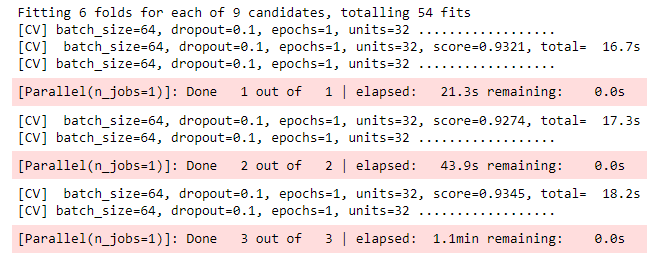 Fitting 6 folds for each of 9 candidates, totalling 54 fits
[CV] batch_size=64, dropout=0.1, epochs=1, units=32 ..................
[CV]  batch_size=64, dropout=0.1, epochs=1, units=32, score=0.9321, total=  16.7s
[CV] batch_size=64, dropout=0.1, epochs=1, units=32 ..................
[Parallel(n_jobs=1)]: Done   1 out of   1 | elapsed:   21.3s remaining:    0.0s
[CV]  batch_size=64, dropout=0.1, epochs=1, units=32, score=0.9274, total=  17.3s
[CV] batch_size=64, dropout=0.1, epochs=1, units=32 ..................
[Parallel(n_jobs=1)]: Done   2 out of   2 | elapsed:   43.9s remaining:    0.0s
[CV]  batch_size=64, dropout=0.1, epochs=1, units=32, score=0.9345, total=  18.2s
[CV] batch_size=64, dropout=0.1, epochs=1, units=32 ..................
[Parallel(n_jobs=1)]: Done   3 out of   3 | elapsed:  1.1min remaining:    0.0s